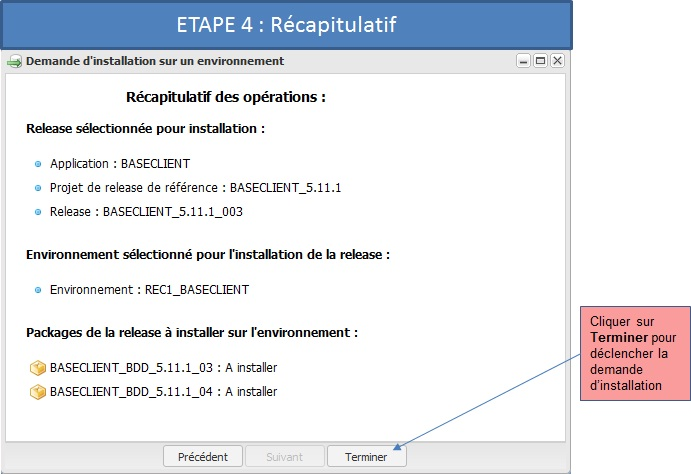 ETAPE 4 : Récapitulatif
Demande d'installation sur un environnement
Récapitulatif des opérations :
Release sélectionnée pour installation :
Application : BASECLIENT
Projet de release de référence : BASECLIENT_5.11.1
Release : BASECLIENT_5.11.1_003
Environnement sélectionné pour l'installation de la release :
Environnement : REC1_BASECLIENT
Packages de la release à installer sur l'environnement :
BASECLIENT_BDD_5.11.1_03 : A installer
BASECLIENT_BDD_5.11.1_04 : A installer
Précédent
Suivant
Terminer
Cliquer sur
Terminer pour
déclencher la
demande
d'installation